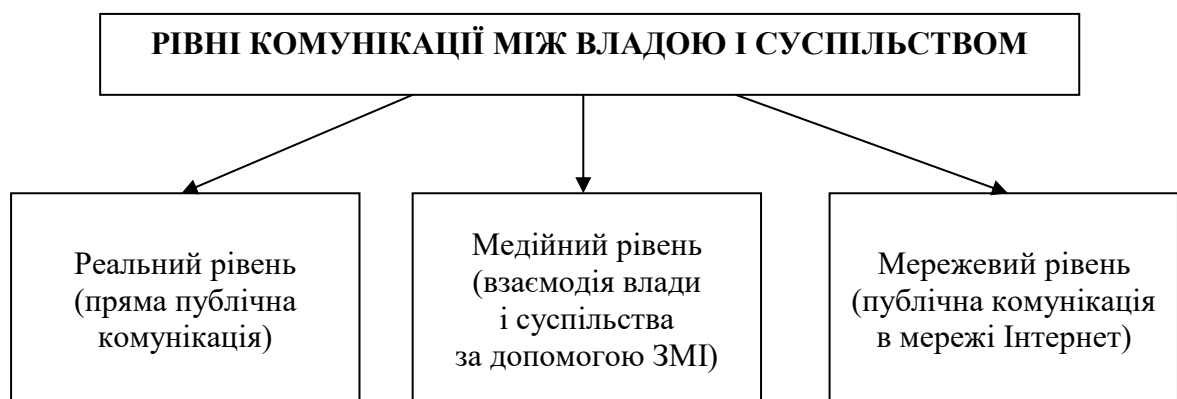 РІВНІ КОМУНІКАЦІЇ МІЖ ВЛАДОЮ І СУСПІЛЬСТВОМ
Реальний рівень
(пряма публічна
комунікація)
Медійний рівень
(взаємодія влади
і суспільства
за допомогою ЗМІ)
Мережевий рівень
(публічна комунікація
в мережі Інтернет)